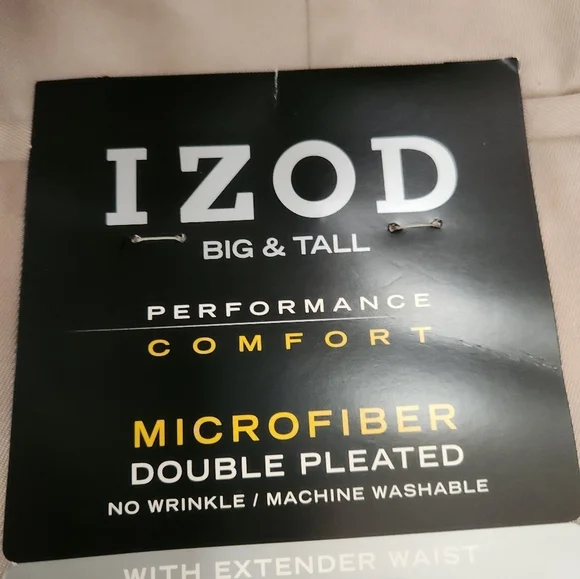 IZOD
BIG & TALL
PERFORMANCE
COMFORT
MICROFIBER
DOUBLE PLEATED
NO WRINKLE / MACHINE WASHABLE
WITH EXTENDER WAIST